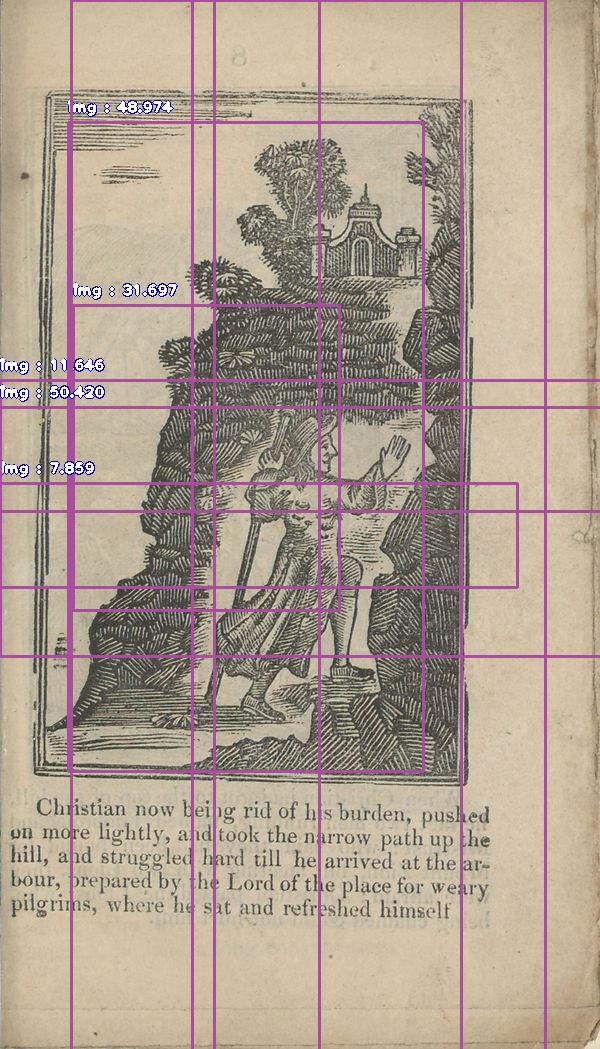 Img : 48.974
Img : 31.697
Img : 11.646
Img : 50.420
Img : 7.859
Christian now being rid of his burden, pushed
on more lightly, and took the narrow path up the
hill, and struggled hard till he arrived at the ar-
bour, prepared by the Lord of the place for weary
pilgrims, where he sat and refreshed himself